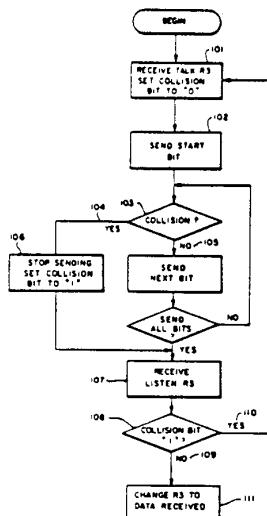 BEGIN
101
RECEIVE TALK R3
SET COLLISION
BIT TO "0"
102
SEND START
BIT
103
104
COLLISION ?
YES
NO
105
106
STOP SENDING
SET COLLISION
BIT TO "1"
SEND
NEXT BIT
SEND
ALL BITS
?
NO
YES
107
RECEIVE
LISTEN R3
108
COLLISION BIT
"1"?
YES
110
NO
109
CHANGE R3 TO
DATA RECEIVED
111